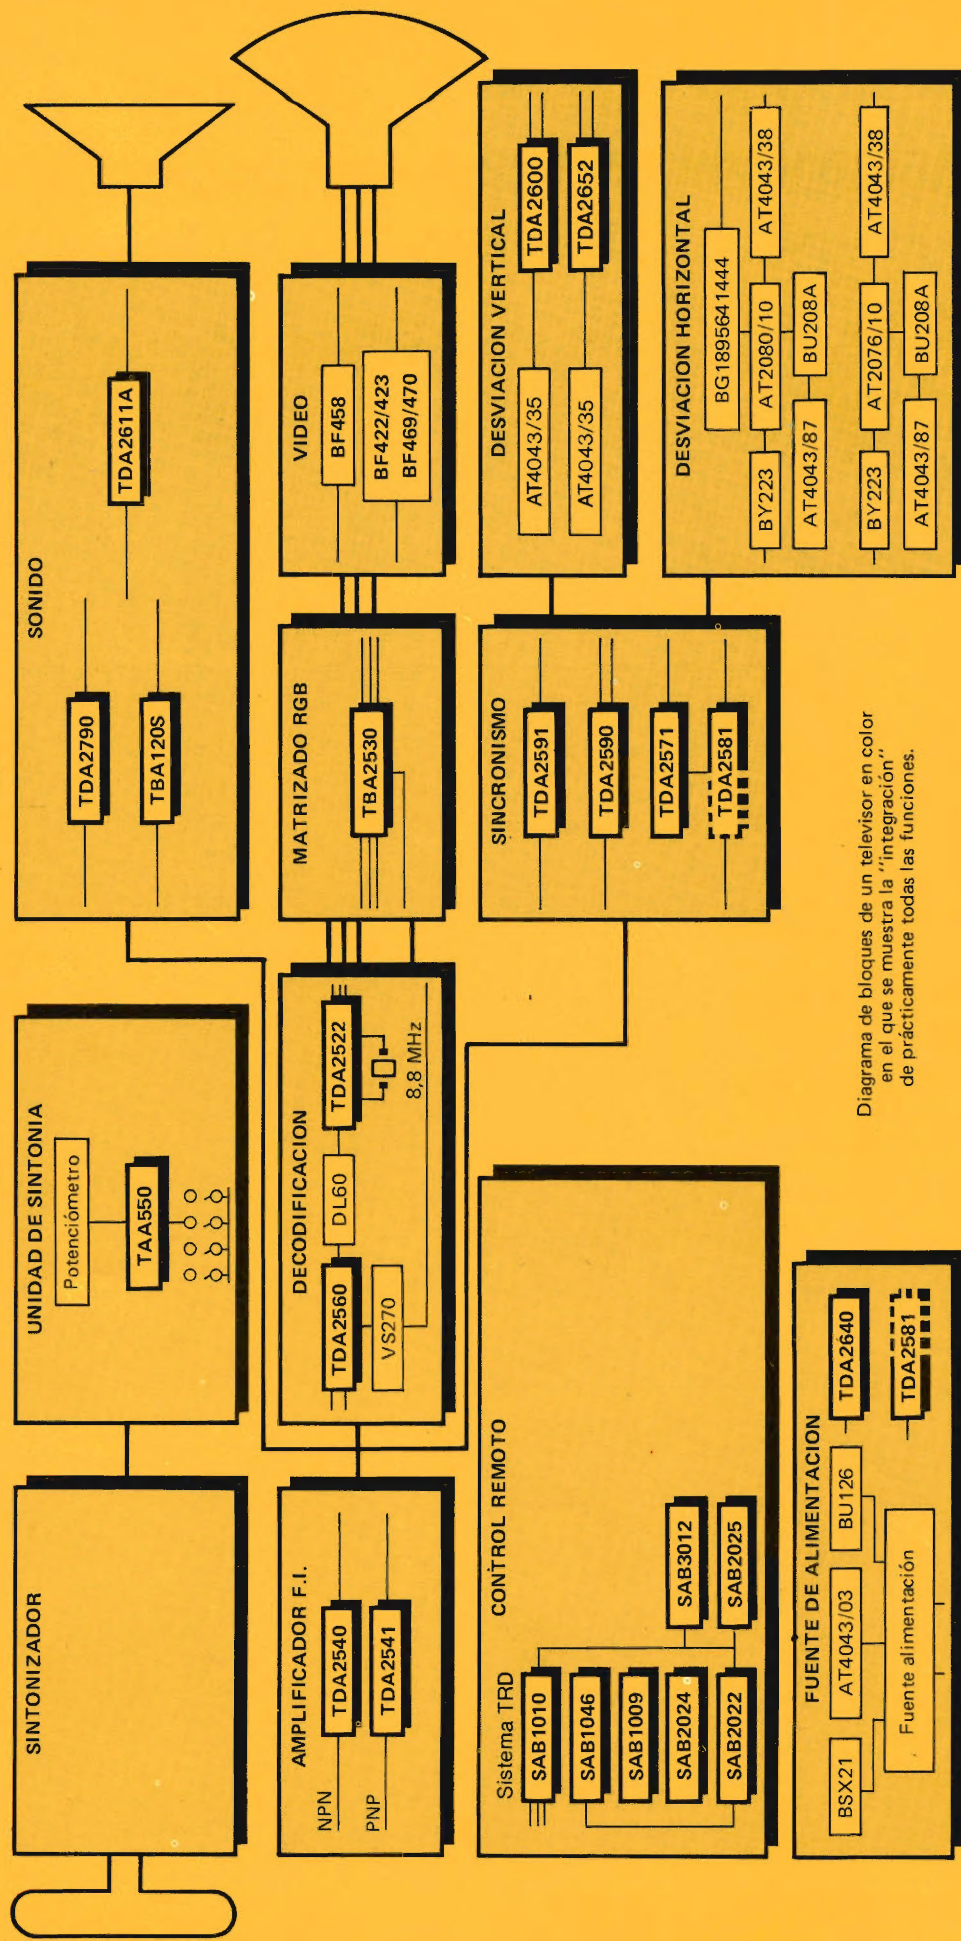 SINTONIZADOR
UNIDAD DE SINTONIA
Potenciómetro
TAA550
SONIDO
TDA2790
TBA120S
TDA2611A
AMPLIFICADOR F.I.
NPN
TDA2540
PNP
TDA2541
DECODIFICACION
TDA2560
DL60
TDA2522
VS270
8,8 MHz
MATRIZADO RGB
TBA2530
VIDEO
BF458
BF422/423
BF469/470
CONTROL REMOTO
Sistema TRD
SAB1010
SAB1046
SAB1009
SAB2024
SAB2022
SAB3012
SAB2025
SINCRONISMO
TDA2591
TDA2590
TDA2571
TDA2581
DESVIACION VERTICAL
AT4043/35
TDA2600
AT4043/35
TDA2652
DESVIACION HORIZONTAL
BG1895641444
BY223
AT2080/10
AT4043/38
AT4043/87
BU208A
BY223
AT2076/10
AT4043/38
AT4043/87
BU208A
FUENTE DE ALIMENTACION
BSX21
AT4043/03
BU126
TDA2640
Fuente alimentación
TDA2581
Diagrama de bloques de un televisor en color
en el que se muestra la "integración"
de prácticamente todas las funciones.